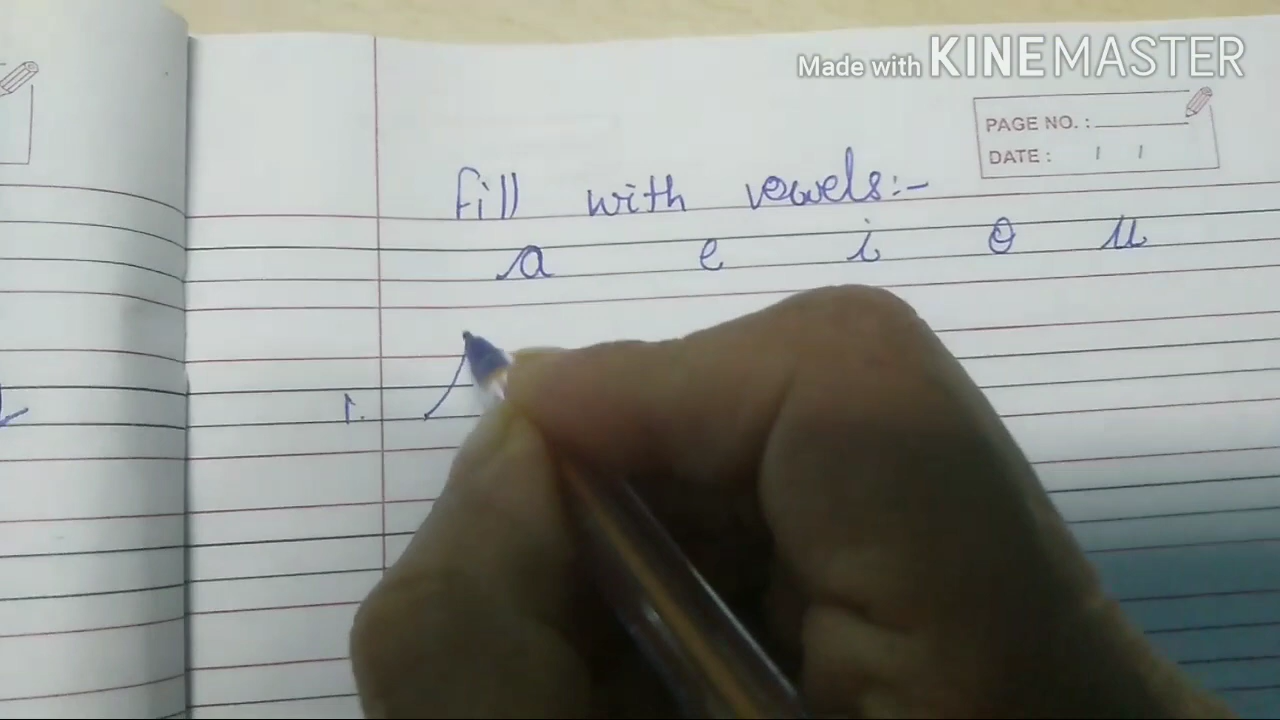 Made with KINEMASTER
PAGE NO. :
DATE :
fill with vowels:-
a e i o u
1.